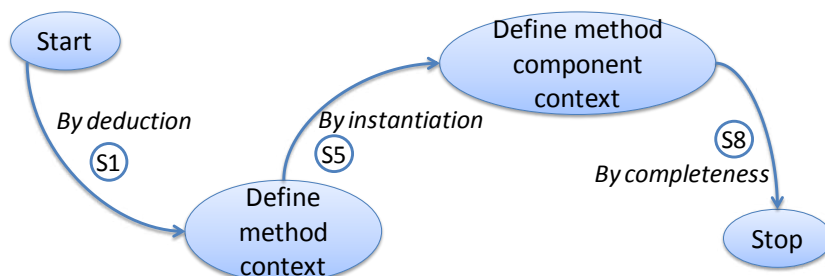 Start
By deduction
S1
Define
method
context
By instantiation
S5
Define method
component
context
S8
By completeness
Stop